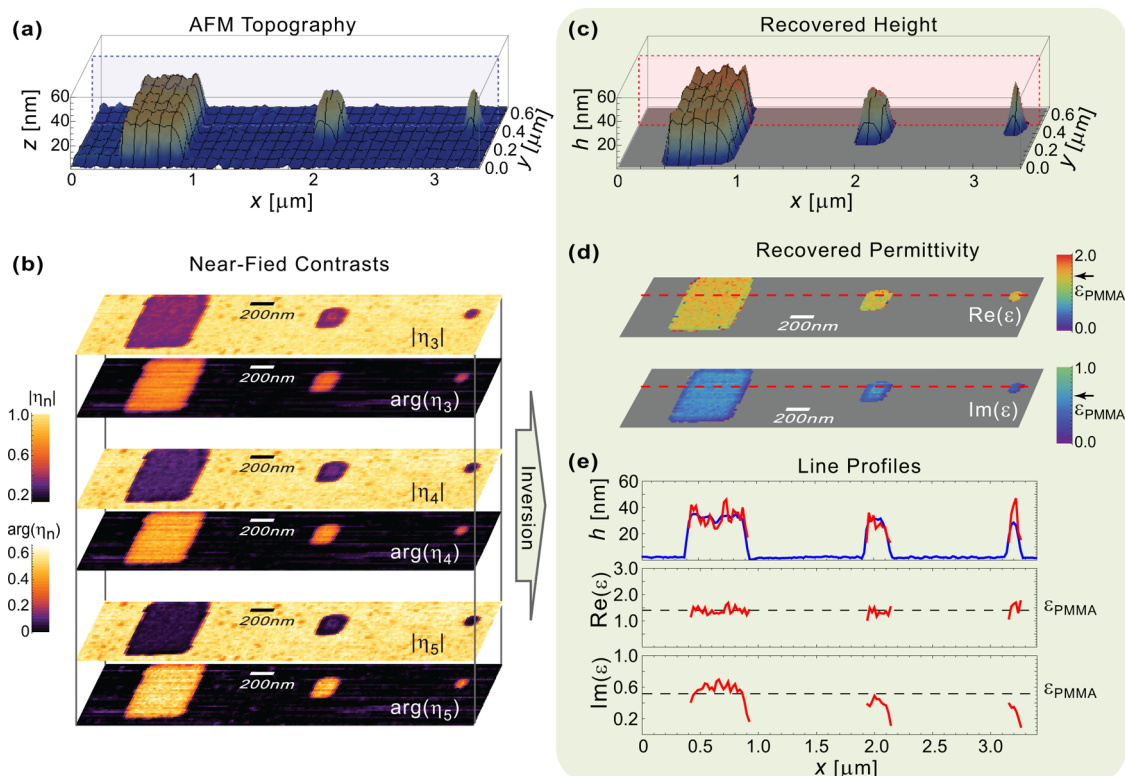 (a) AFM Topography
z [nm]
60
40
20
0 1 2 3
x [μm]
0.0 0.2 0.4 0.6
y [μm]
(c) Recovered Height
h [nm]
60
40
20
0 1 2 3
x [μm]
0.0 0.2 0.4 0.6
y [μm]
(b) Near-Fied Contrasts
200nm |η3|
200nm arg(η3)
200nm |η4|
200nm arg(η4)
200nm |η5|
200nm arg(η5)
|ηn|
1.0
0.8
0.6
0.4
0.2
arg(ηn)
0.6
0.4
0.2
0
Inversion
(d) Recovered Permittivity
200nm Re(ε)
2.0
εPMMA
0.0
200nm Im(ε)
1.0
εPMMA
0.0
(e) Line Profiles
h [nm]
60
40
20
Re(ε)
3.0
2.0
1.0
εPMMA
Im(ε)
1.0
0.6
0.2
εPMMA
0 0.5 1.0 1.5 2.0 2.5 3.0
x [μm]